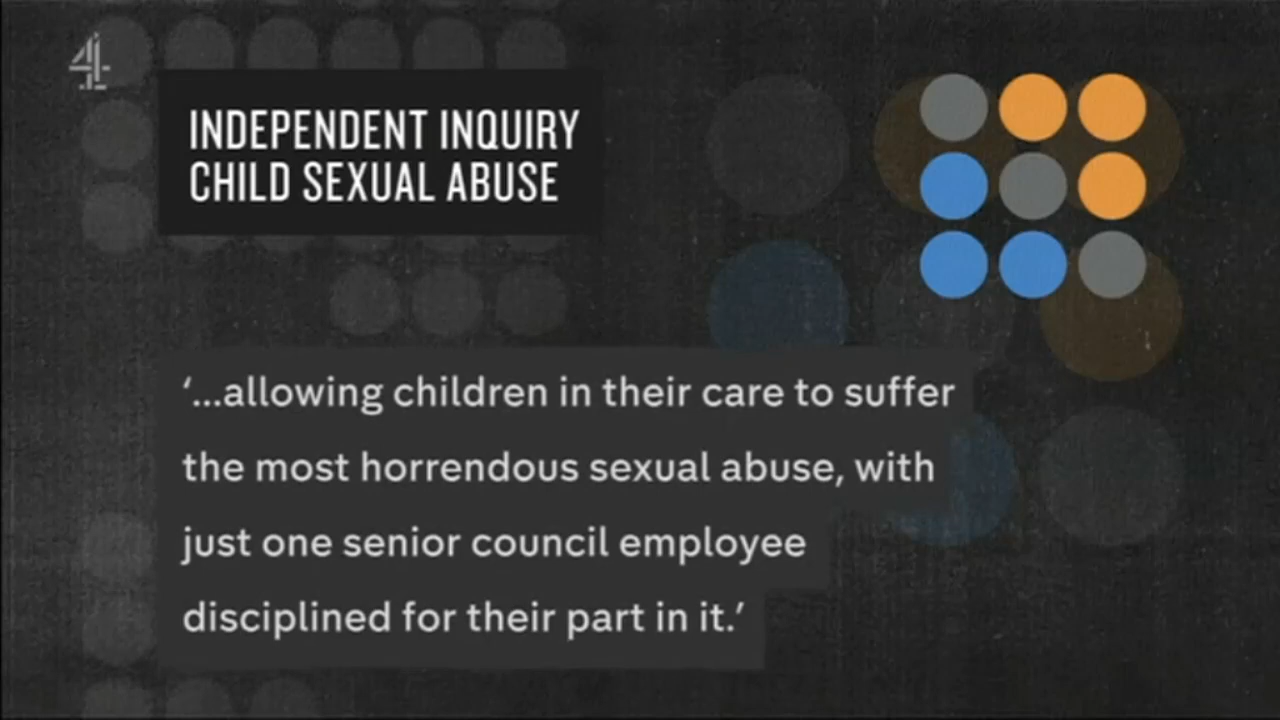 4
INDEPENDENT INQUIRY
CHILD SEXUAL ABUSE
‘...allowing children in their care to suffer
the most horrendous sexual abuse, with
just one senior council employee
disciplined for their part in it.’